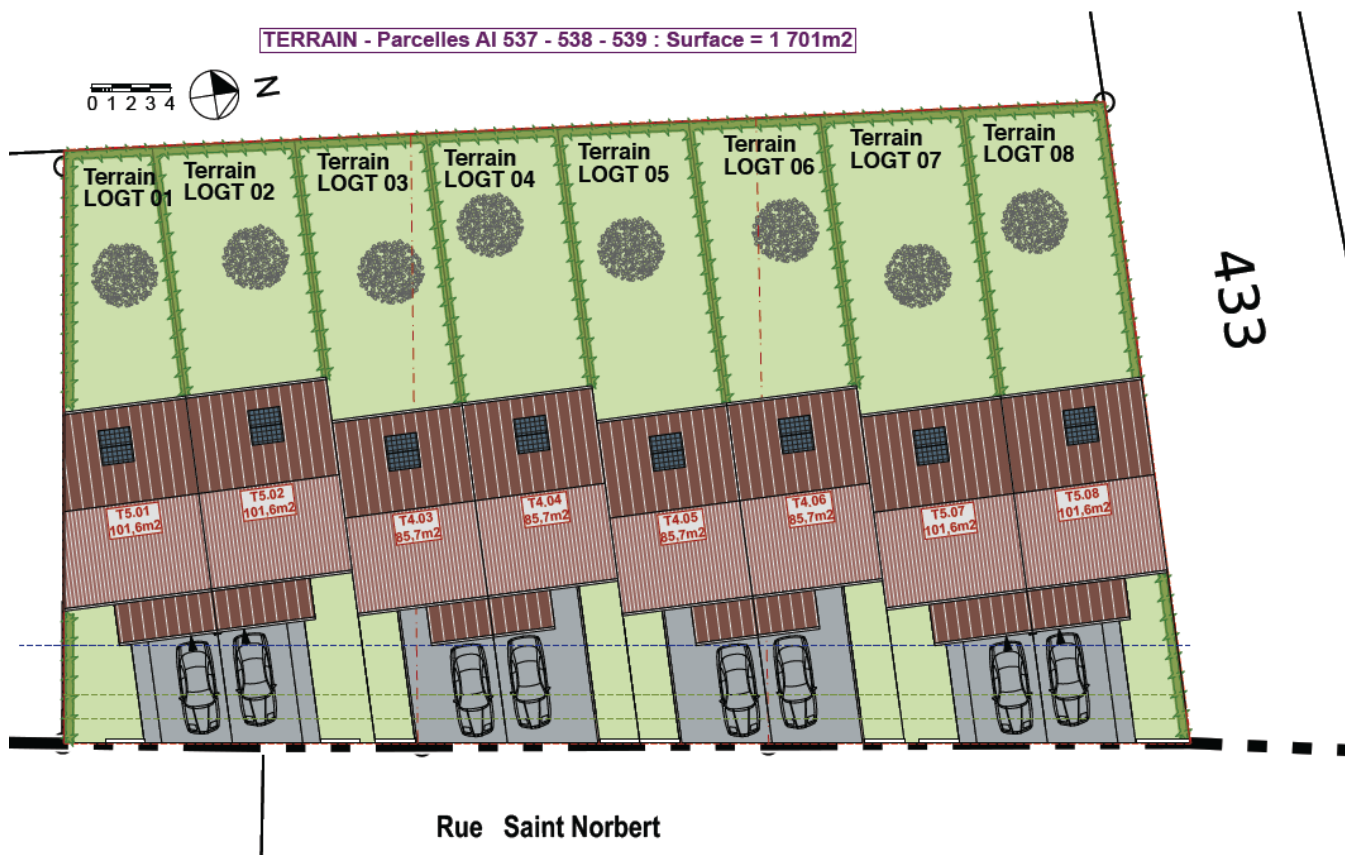 TERRAIN - Parcelles AI 537 - 538 - 539 : Surface = 1 701m2
0 1 2 3 4
N
Terrain
LOGT 01
Terrain
LOGT 02
Terrain
LOGT 03
Terrain
LOGT 04
Terrain
LOGT 05
Terrain
LOGT 06
Terrain
LOGT 07
Terrain
LOGT 08
433
T5.01
101,6m2
T5.02
101,6m2
T4.03
85,7m2
T4.04
85,7m2
T4.05
85,7m2
T4.06
85,7m2
T5.07
101,6m2
T5.08
101,6m2
Rue Saint Norbert